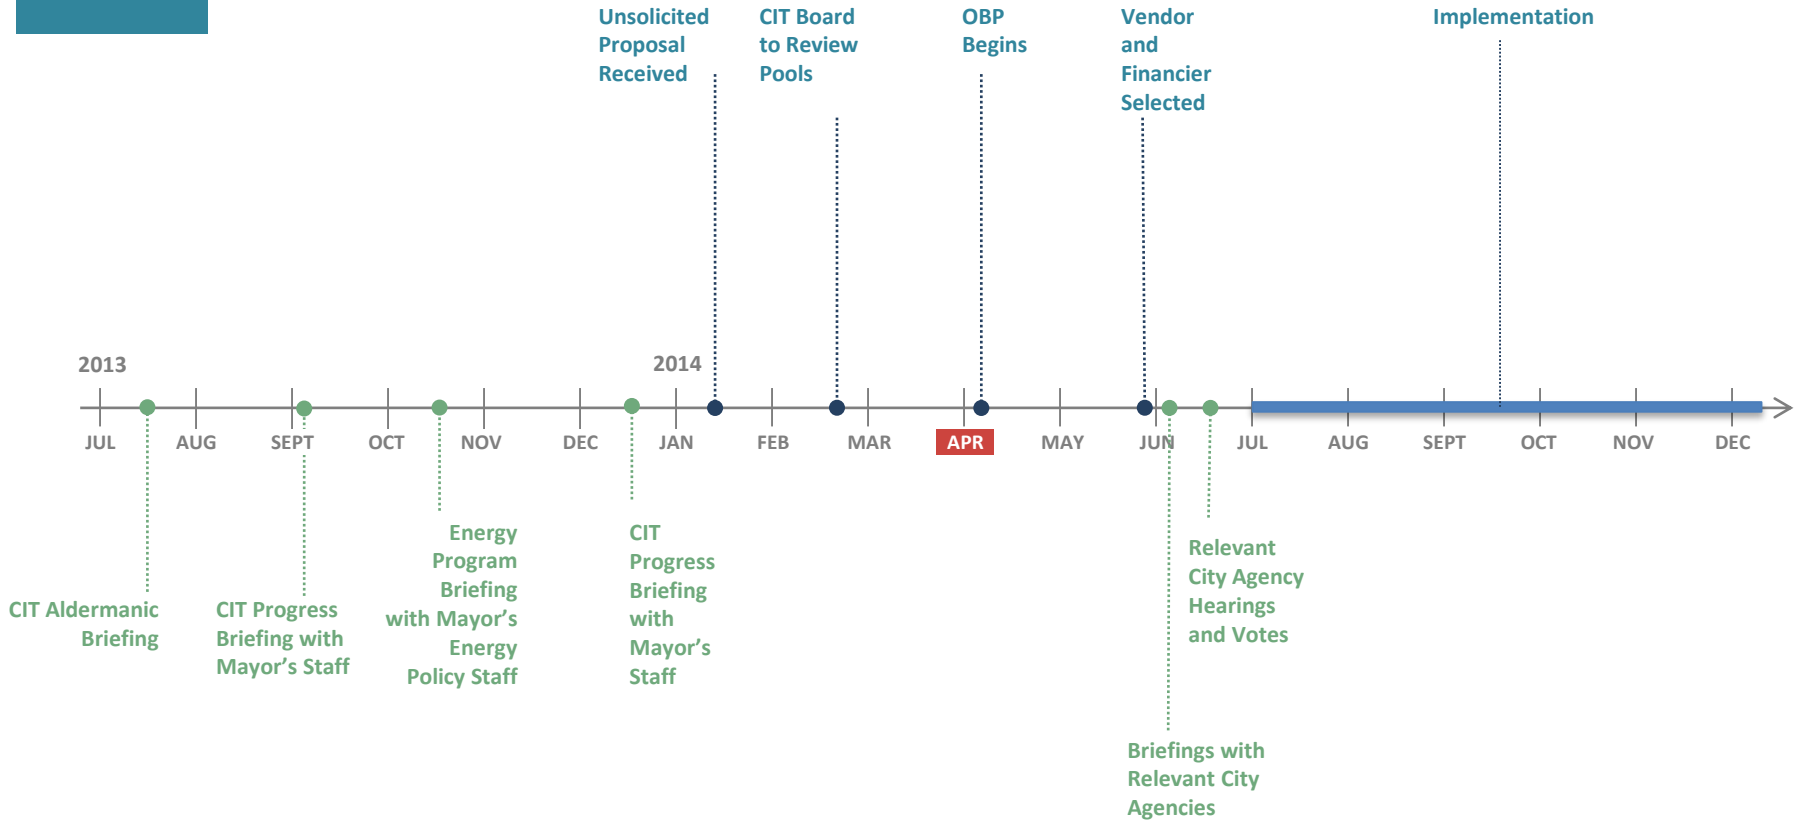 Unsolicited
Proposal
Received
CIT Board
to Review
Pools
OBP
Begins
Vendor
and
Financier
Selected
Implementation
2013
2014
JUL
AUG
SEPT
OCT
NOV
DEC
JAN
FEB
MAR
APR
MAY
JUN
JUL
AUG
SEPT
OCT
NOV
DEC
CIT Aldermanic
Briefing
CIT Progress
Briefing with
Mayor’s Staff
Energy
Program
Briefing
with Mayor’s
Energy
Policy Staff
CIT
Progress
Briefing
with
Mayor’s
Staff
Relevant
City Agency
Hearings
and Votes
Briefings with
Relevant City
Agencies